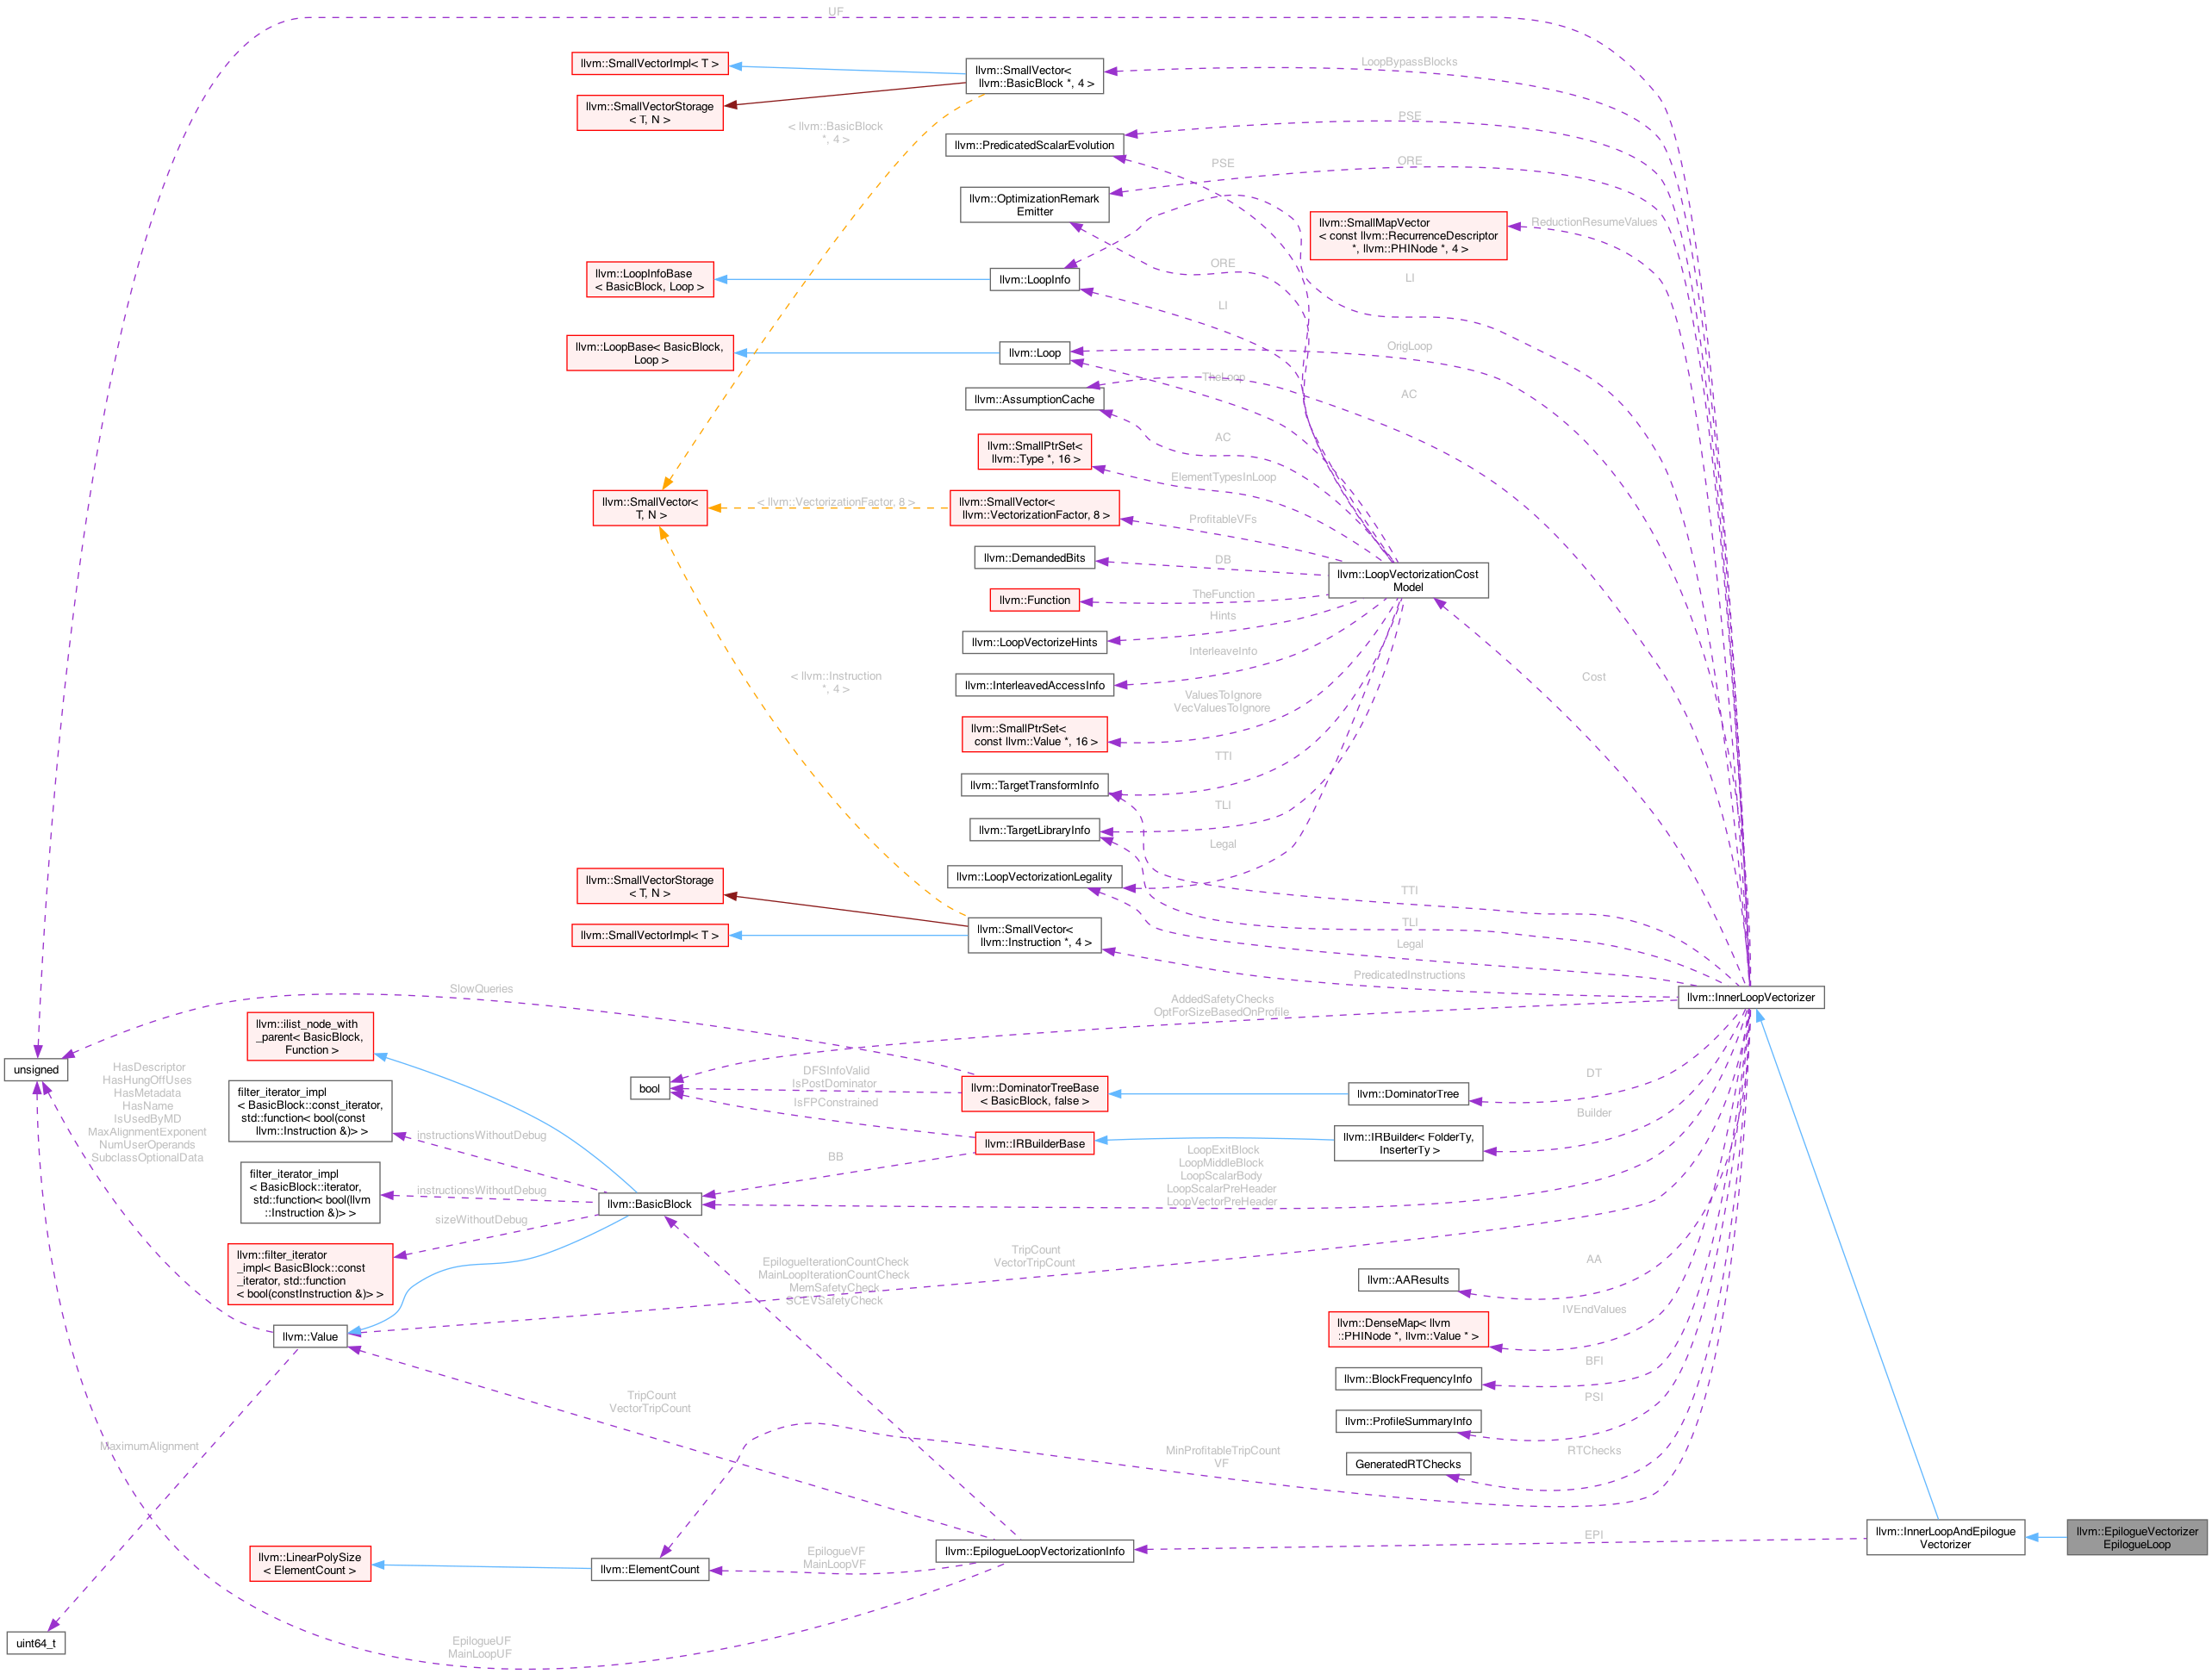 UF
llvm::SmallVectorImpl< T >
llvm::SmallVector<
llvm::BasicBlock *, 4 >
LoopBypassBlocks
llvm::SmallVectorStorage
< T, N >
< llvm::BasicBlock
*, 4 >
PSE
llvm::PredicatedScalarEvolution
PSE
ORE
llvm::OptimizationRemark
Emitter
llvm::SmallMapVector
< const llvm::RecurrenceDescriptor
*, llvm::PHINode *, 4 >
ReductionResumeValues
ORE
LI
llvm::LoopInfoBase
< BasicBlock, Loop >
llvm::LoopInfo
LI
llvm::LoopBase< BasicBlock,
Loop >
llvm::Loop
OrigLoop
TheLoop
AC
llvm::AssumptionCache
AC
llvm::SmallPtrSet<
llvm::Type *, 16 >
ElementTypesInLoop
llvm::SmallVector<
T, N >
< llvm::VectorizationFactor, 8 >
llvm::SmallVector<
llvm::VectorizationFactor, 8 >
ProfitableVFs
llvm::DemandedBits
DB
llvm::LoopVectorizationCost
Model
llvm::Function
TheFunction
llvm::LoopVectorizeHints
Hints
InterleaveInfo
llvm::InterleavedAccessInfo
Cost
< llvm::Instruction
*, 4 >
ValuesToIgnore
VecValuesToIgnore
llvm::SmallPtrSet<
const llvm::Value *, 16 >
TTI
llvm::TargetTransformInfo
TLI
llvm::TargetLibraryInfo
Legal
llvm::LoopVectorizationLegality
llvm::SmallVectorStorage
< T, N >
TTI
TLI
llvm::SmallVectorImpl< T >
llvm::SmallVector<
llvm::Instruction *, 4 >
Legal
PredicatedInstructions
SlowQueries
AddedSafetyChecks
OptForSizeBasedOnProfile
llvm::InnerLoopVectorizer
llvm::ilist_node_with
_parent< BasicBlock,
Function >
unsigned
HasDescriptor
HasHungOffUses
HasMetadata
HasName
IsUsedByMD
MaxAlignmentExponent
NumUserOperands
SubclassOptionalData
filter_iterator_impl
< BasicBlock::const_iterator,
std::function< bool(const
llvm::Instruction &)> >
bool
DFSInfoValid
IsPostDominator
IsFPConstrained
llvm::DominatorTreeBase
< BasicBlock, false >
llvm::DominatorTree
DT
instructionsWithoutDebug
llvm::IRBuilderBase
llvm::IRBuilder< FolderTy,
InserterTy >
Builder
BB
LoopExitBlock
LoopMiddleBlock
LoopScalarBody
LoopScalarPreHeader
LoopVectorPreHeader
filter_iterator_impl
< BasicBlock::iterator,
std::function< bool(llvm
::Instruction &)> >
instructionsWithoutDebug
llvm::BasicBlock
sizeWithoutDebug
llvm::filter_iterator
_impl< BasicBlock::const
_iterator, std::function
< bool(constInstruction &)> >
EpilogueIterationCountCheck
MainLoopIterationCountCheck
MemSafetyCheck
SCEVSafetyCheck
TripCount
VectorTripCount
AA
llvm::AAResults
llvm::Value
llvm::DenseMap< llvm
::PHINode *, llvm::Value * >
IVEndValues
BFI
llvm::BlockFrequencyInfo
TripCount
VectorTripCount
PSI
llvm::ProfileSummaryInfo
MaximumAlignment
MinProfitableTripCount
VF
RTChecks
GeneratedRTChecks
llvm::LinearPolySize
< ElementCount >
llvm::ElementCount
EpilogueVF
MainLoopVF
llvm::EpilogueLoopVectorizationInfo
EPI
llvm::InnerLoopAndEpilogue
Vectorizer
llvm::EpilogueVectorizer
EpilogueLoop
uint64_t
EpilogueUF
MainLoopUF